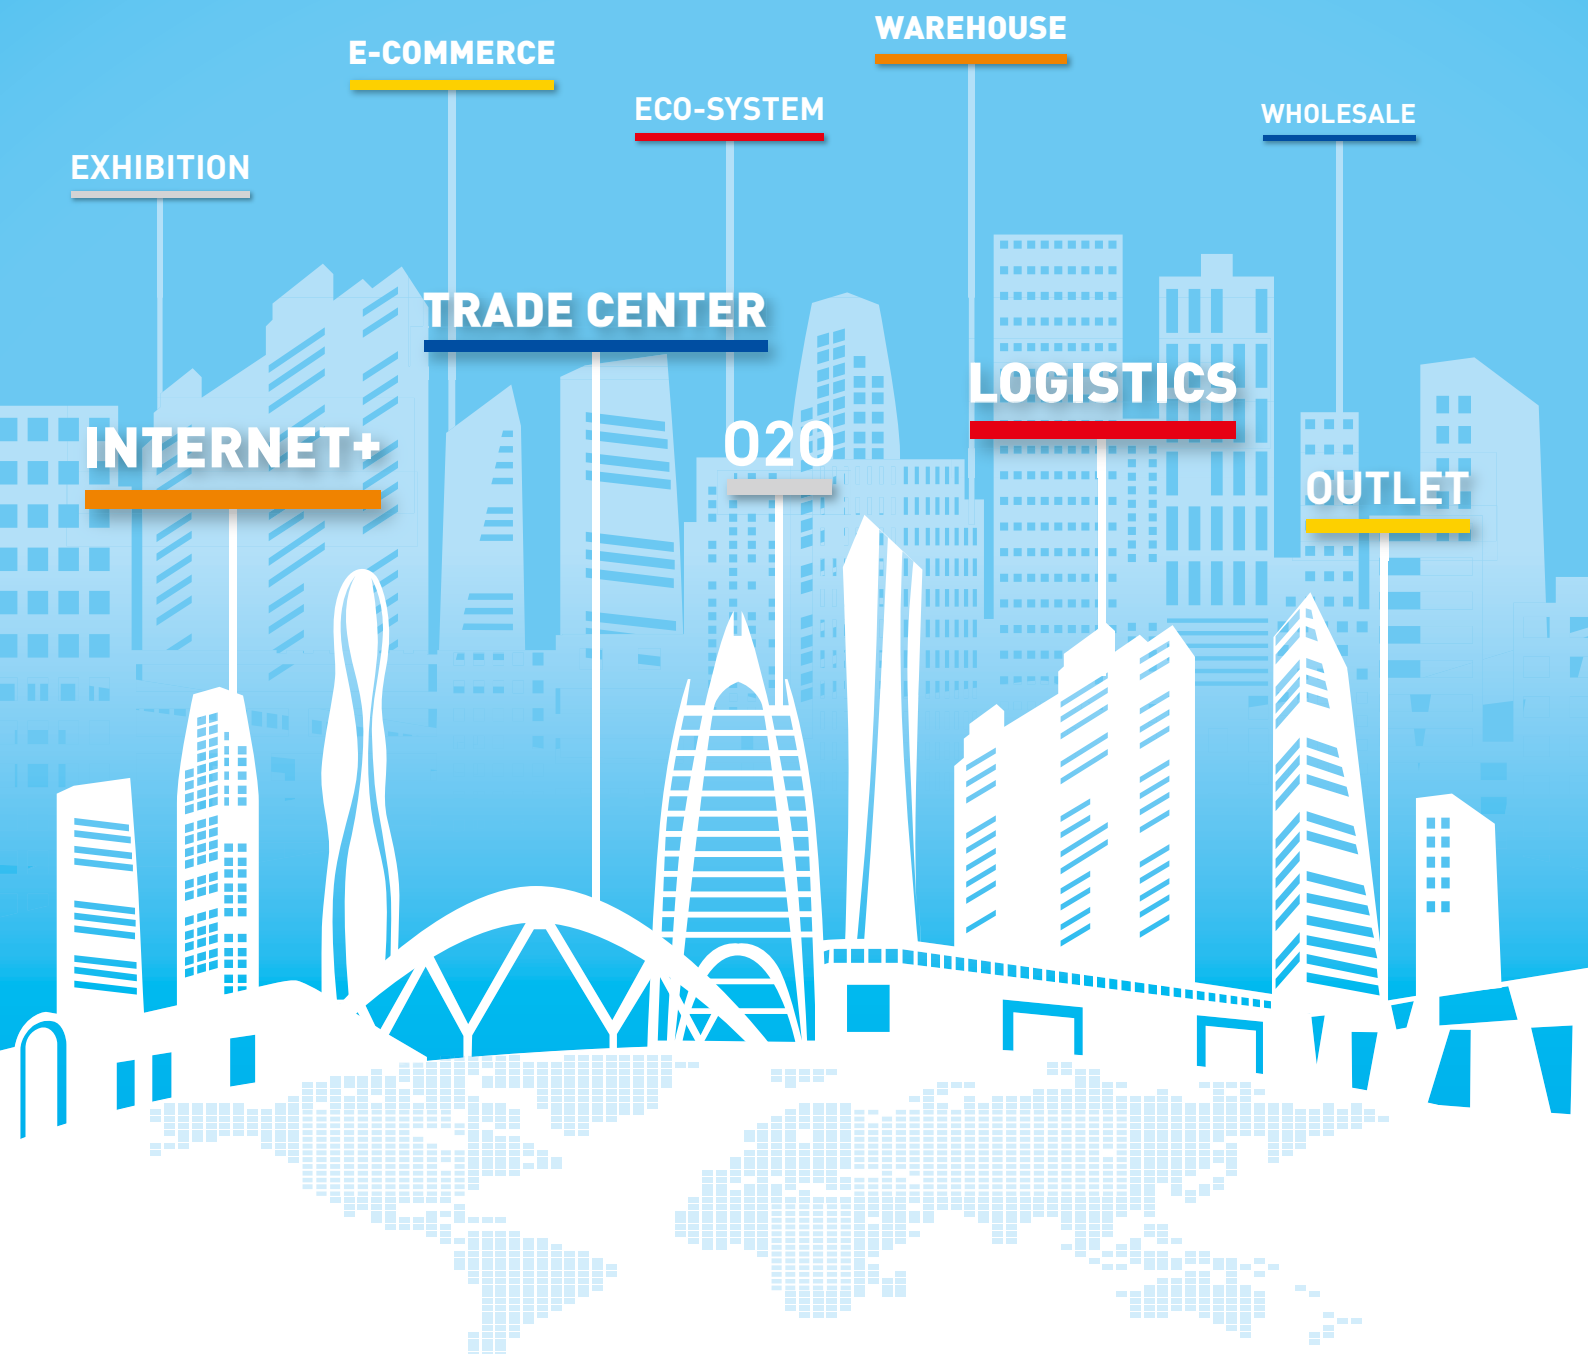 WAREHOUSE
E-COMMERCE
ECO-SYSTEM
WHOLESALE
EXHIBITION
TRADE CENTER
LOGISTICS
INTERNET+
O2O
OUTLET